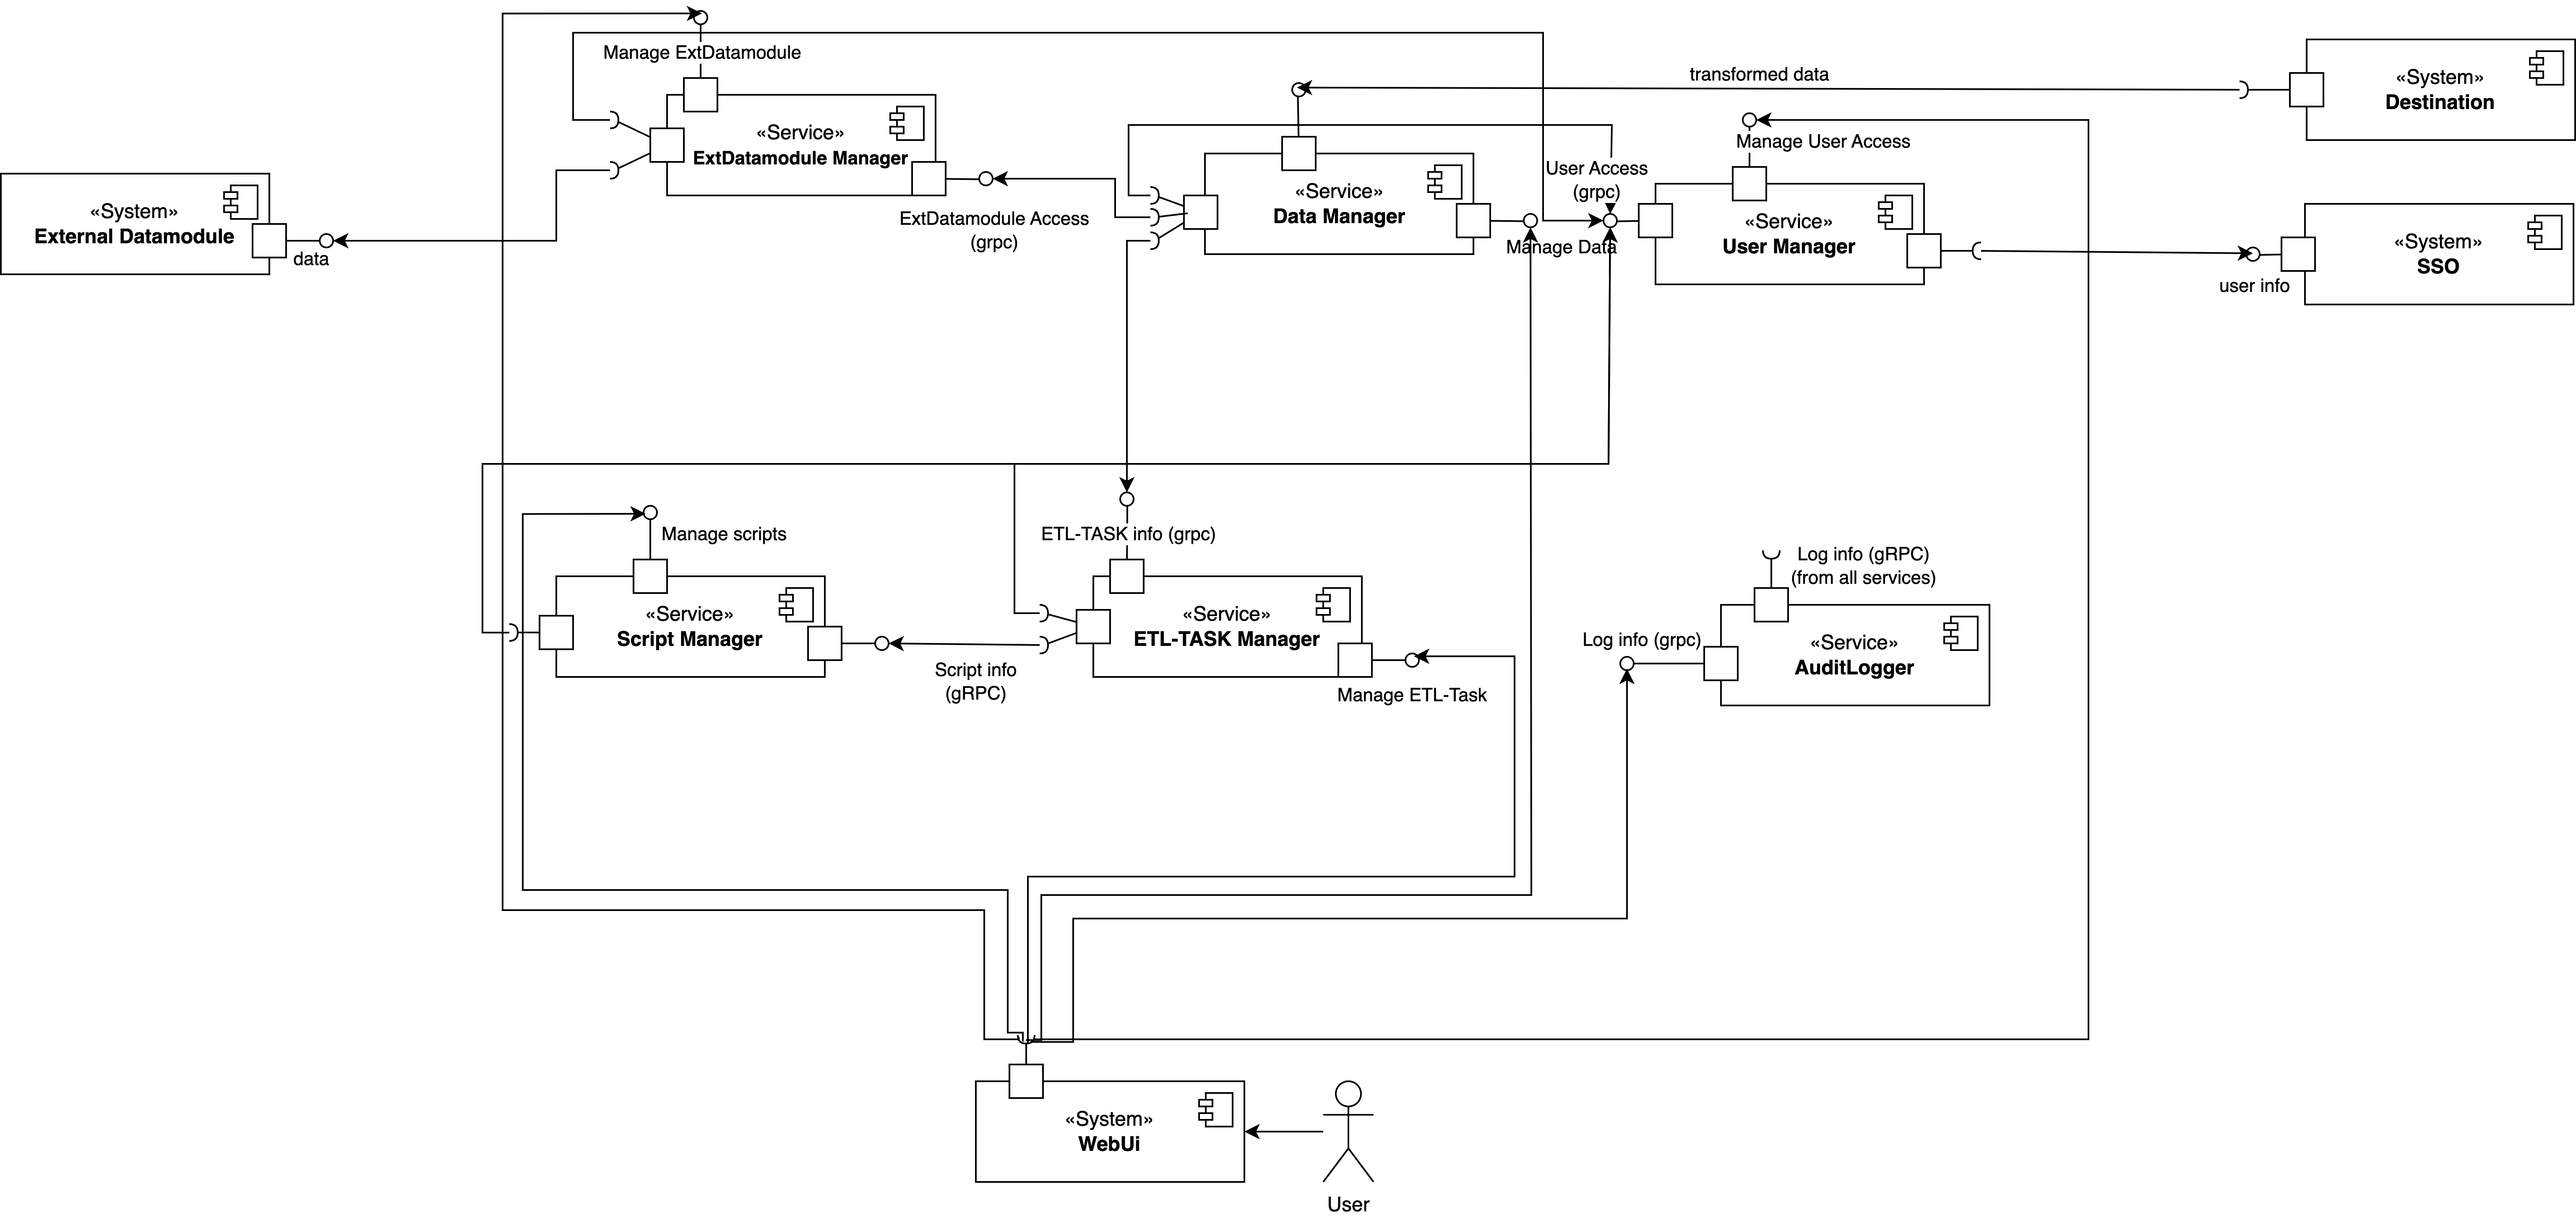 Manage ExtDatamodule
«Service»
ExtDatamodule Manager
ExtDatamodule Access
(grpc)
«System»
External Datamodule
data
transformed data
«Service»
Data Manager
Manage Data
User Access
(grpc)
Manage User Access
«Service»
User Manager
«System»
Destination
«System»
SSO
user info
Manage scripts
«Service»
Script Manager
Script info
(gRPC)
ETL-TASK info (grpc)
«Service»
ETL-TASK Manager
Manage ETL-Task
Log info (gRPC)
(from all services)
Log info (grpc)
«Service»
AuditLogger
«System»
WebUi
User